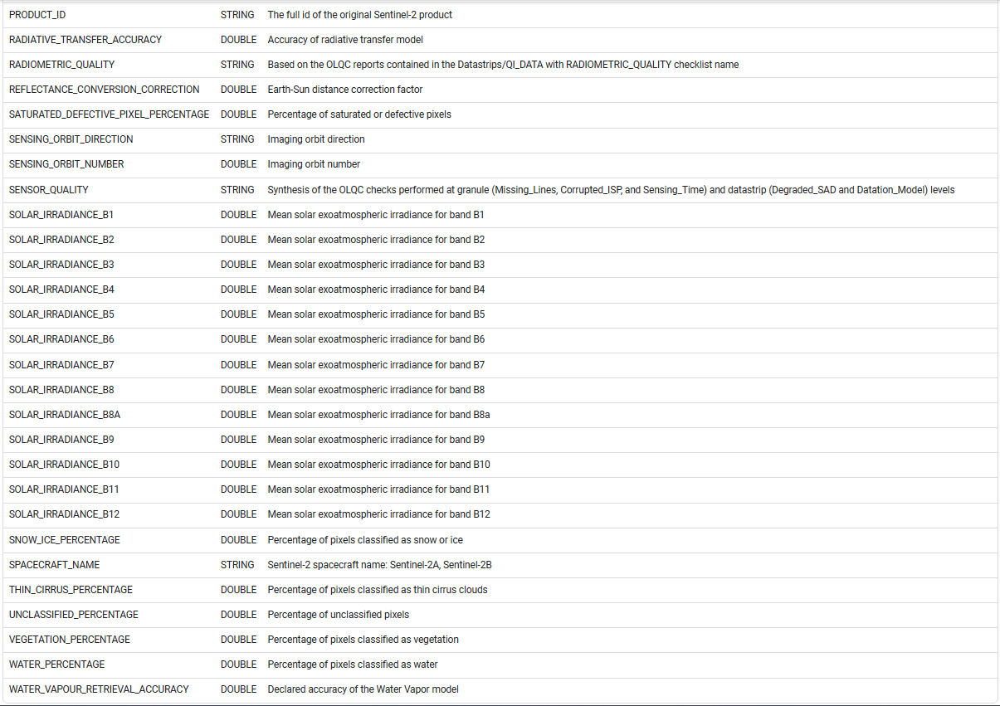 PRODUCT_ID STRING The full id of the original Sentinel-2 product
RADIATIVE_TRANSFER_ACCURACY DOUBLE Accuracy of radiative transfer model
RADIOMETRIC_QUALITY STRING Based on the OLQC reports contained in the Datastrips/QI_DATA with RADIOMETRIC_QUALITY checklist name
REFLECTANCE_CONVERSION_CORRECTION DOUBLE Earth-Sun distance correction factor
SATURATED_DEFECTIVE_PIXEL_PERCENTAGE DOUBLE Percentage of saturated or defective pixels
SENSING_ORBIT_DIRECTION STRING Imaging orbit direction
SENSING_ORBIT_NUMBER DOUBLE Imaging orbit number
SENSOR_QUALITY STRING Synthesis of the OLQC checks performed at granule (Missing_Lines, Corrupted_ISP, and Sensing_Time) and datastrip (Degraded_SAD and Datation_Model) levels
SOLAR_IRRADIANCE_B1 DOUBLE Mean solar exoatmospheric irradiance for band B1
SOLAR_IRRADIANCE_B2 DOUBLE Mean solar exoatmospheric irradiance for band B2
SOLAR_IRRADIANCE_B3 DOUBLE Mean solar exoatmospheric irradiance for band B3
SOLAR_IRRADIANCE_B4 DOUBLE Mean solar exoatmospheric irradiance for band B4
SOLAR_IRRADIANCE_B5 DOUBLE Mean solar exoatmospheric irradiance for band B5
SOLAR_IRRADIANCE_B6 DOUBLE Mean solar exoatmospheric irradiance for band B6
SOLAR_IRRADIANCE_B7 DOUBLE Mean solar exoatmospheric irradiance for band B7
SOLAR_IRRADIANCE_B8 DOUBLE Mean solar exoatmospheric irradiance for band B8
SOLAR_IRRADIANCE_B8A DOUBLE Mean solar exoatmospheric irradiance for band B8a
SOLAR_IRRADIANCE_B9 DOUBLE Mean solar exoatmospheric irradiance for band B9
SOLAR_IRRADIANCE_B10 DOUBLE Mean solar exoatmospheric irradiance for band B10
SOLAR_IRRADIANCE_B11 DOUBLE Mean solar exoatmospheric irradiance for band B11
SOLAR_IRRADIANCE_B12 DOUBLE Mean solar exoatmospheric irradiance for band B12
SNOW_ICE_PERCENTAGE DOUBLE Percentage of pixels classified as snow or ice
SPACECRAFT_NAME STRING Sentinel-2 spacecraft name: Sentinel-2A, Sentinel-2B
THIN_CIRRUS_PERCENTAGE DOUBLE Percentage of pixels classified as thin cirrus clouds
UNCLASSIFIED_PERCENTAGE DOUBLE Percentage of unclassified pixels
VEGETATION_PERCENTAGE DOUBLE Percentage of pixels classified as vegetation
WATER_PERCENTAGE DOUBLE Percentage of pixels classified as water
WATER_VAPOUR_RETRIEVAL_ACCURACY DOUBLE Declared accuracy of the Water Vapor model